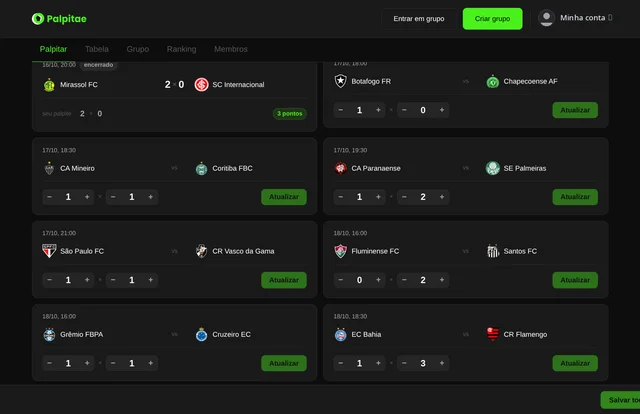 Palpitae
Entrar em grupo
Criar grupo
Minha conta
Palpitar
Tabela
Grupo
Ranking
Membros
16/10, 20:00 encerrado
Mirassol FC 2 x 0 SC Internacional
seu palpite 2 x 0 3 pontos
17/10, 18:00
Botafogo FR vs Chapecoense AF
− 1 + x − 0 + Atualizar
17/10, 18:30
CA Mineiro vs Coritiba FBC
− 1 + x − 1 + Atualizar
17/10, 19:30
CA Paranaense vs SE Palmeiras
− 1 + x − 2 + Atualizar
17/10, 21:00
São Paulo FC vs CR Vasco da Gama
− 1 + x − 1 + Atualizar
18/10, 16:00
Fluminense FC vs Santos FC
− 0 + x − 2 + Atualizar
18/10, 16:00
Grêmio FBPA vs Cruzeiro EC
− 1 + x − 1 + Atualizar
18/10, 18:30
EC Bahia vs CR Flamengo
− 1 + x − 3 + Atualizar
Salvar